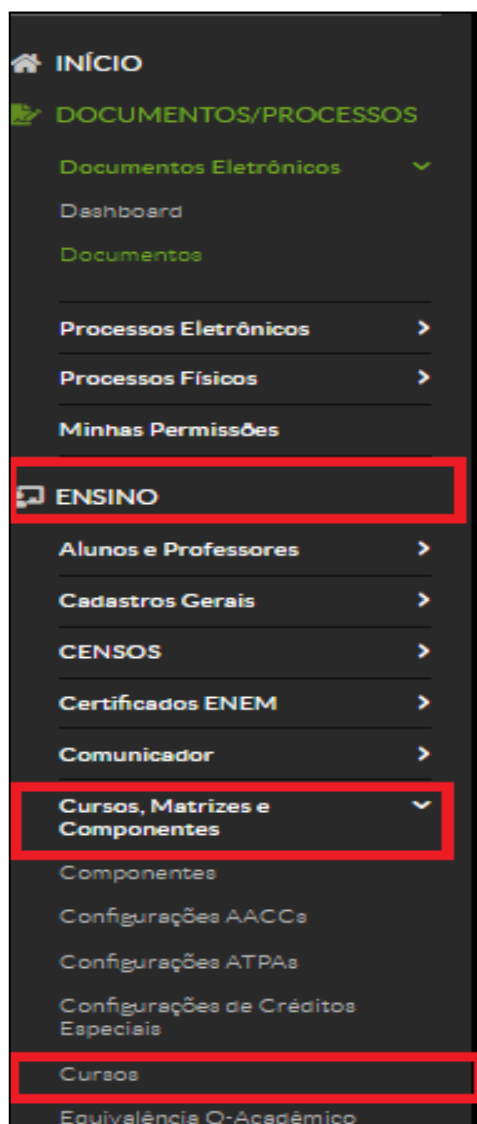 INÍCIO
DOCUMENTOS/PROCESSOS
Documentos Eletrônicos
Dashboard
Documentos
Processos Eletrônicos
Processos Físicos
Minhas Permissões
ENSINO
Alunos e Professores
Cadastros Gerais
CENSOS
Certificados ENEM
Comunicador
Cursos, Matrizes e
Componentes
Componentes
Configurações AACCs
Configurações ATPAs
Configurações de Créditos
Especiais
Cursos
Equivalência Q-Acadêmico